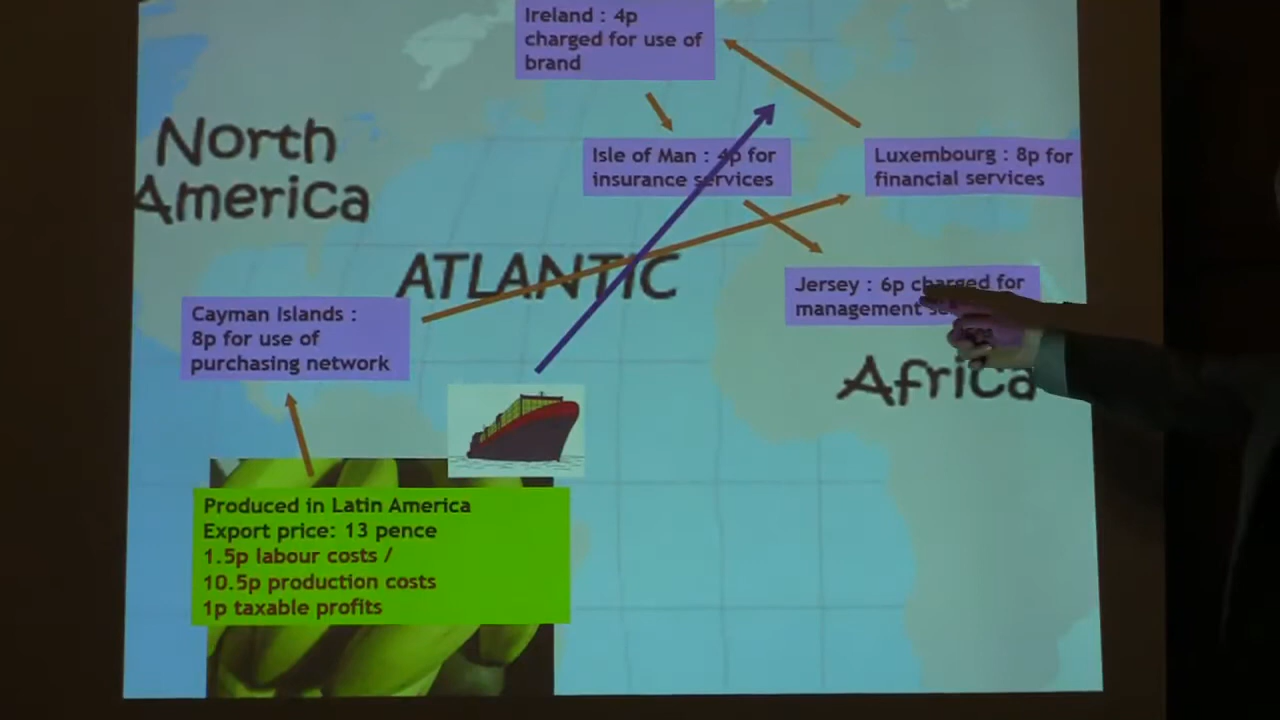 Ireland : 4p
charged for use of
brand
North
America
Isle of Man : 4p for
insurance services
Luxembourg : 8p for
financial services
ATLANTIC
Jersey : 6p charged for
management
Cayman Islands :
8p for use of
purchasing network
Africa
Produced in Latin America
Export price: 13 pence
1.5p labour costs /
10.5p production costs
1p taxable profits